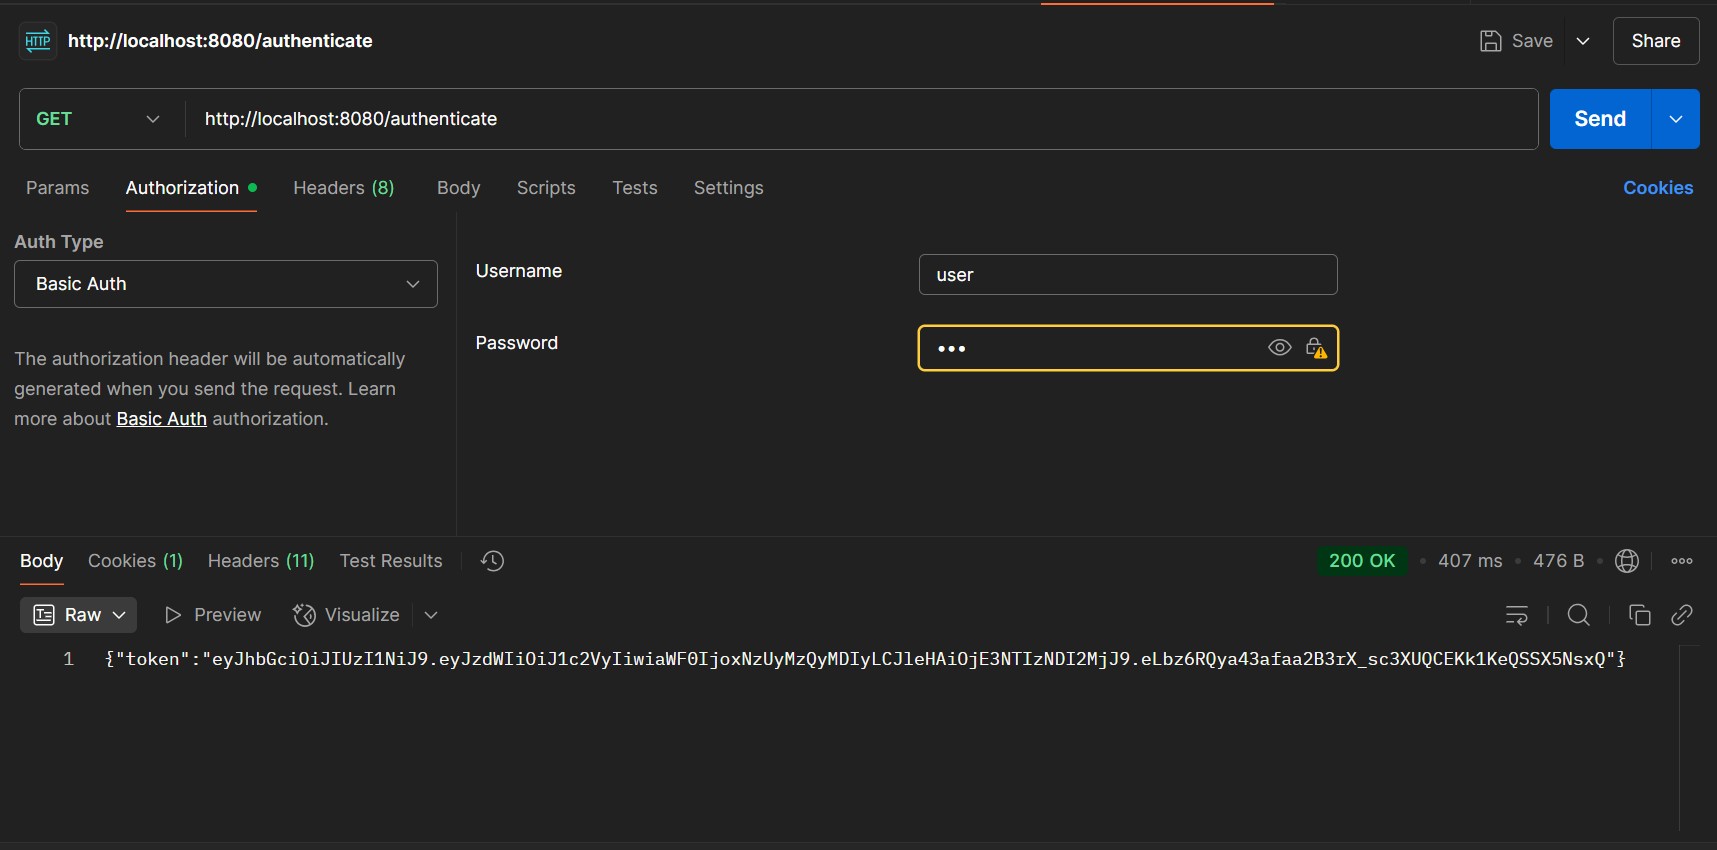 HTTP http://localhost:8080/authenticate Save Share
GET http://localhost:8080/authenticate Send
Params Authorization Headers (8) Body Scripts Tests Settings Cookies
Auth Type
Basic Auth
The authorization header will be automatically
generated when you send the request. Learn
more about Basic Auth authorization.
Username user
Password •••
Body Cookies (1) Headers (11) Test Results 200 OK • 407 ms • 476 B •
Raw Preview Visualize
1 {"token":"eyJhbGciOiJIUzI1NiJ9.eyJzdWIiOiJ1c2VyIiwiaWF0IjoxNzUyMzQyMDIyLCJleHAiOjE3NTIzNDI2MjJ9.eLbz6RQya43afaa2B3rX_sc3XUQCEKk1KeQSSX5NsxQ"}